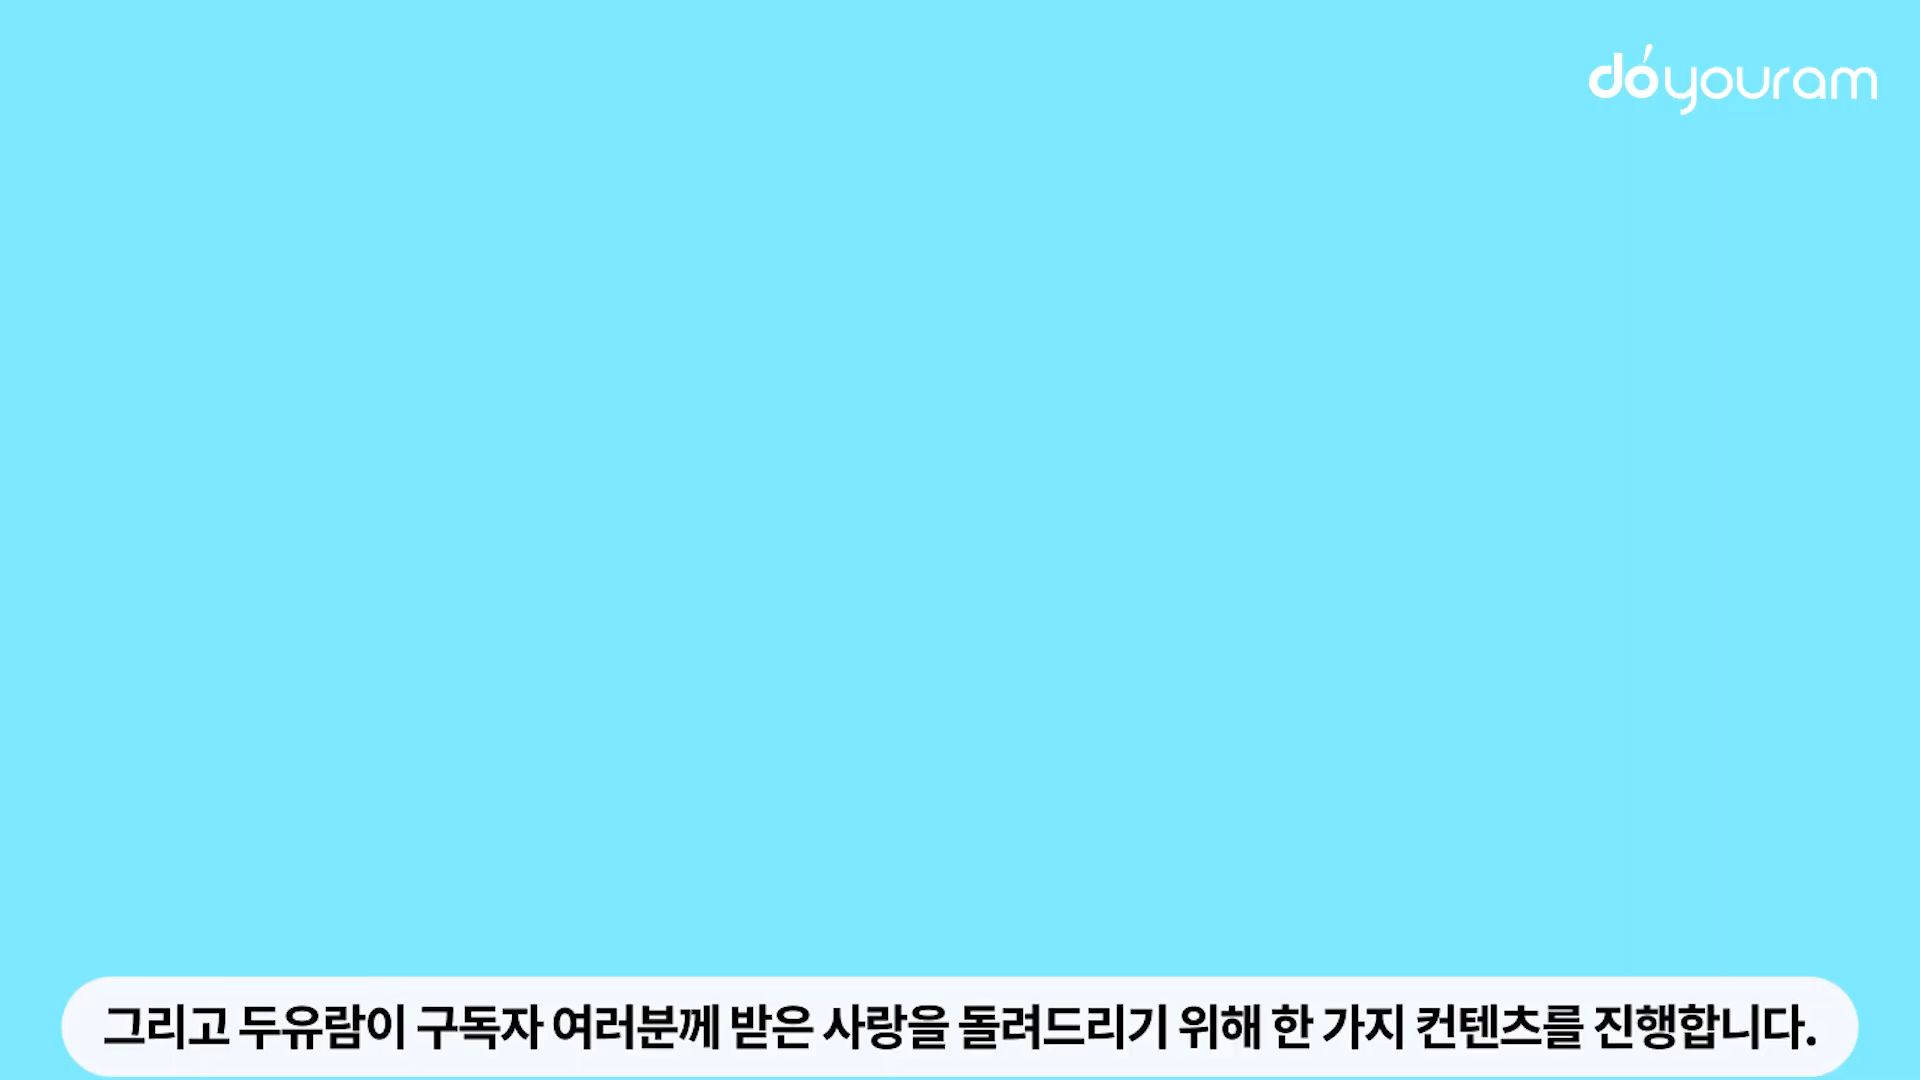 dóyouram
그리고 두유람이 구독자 여러분께 받은 사랑을 돌려드리기 위해 한 가지 컨텐츠를 진행합니다.